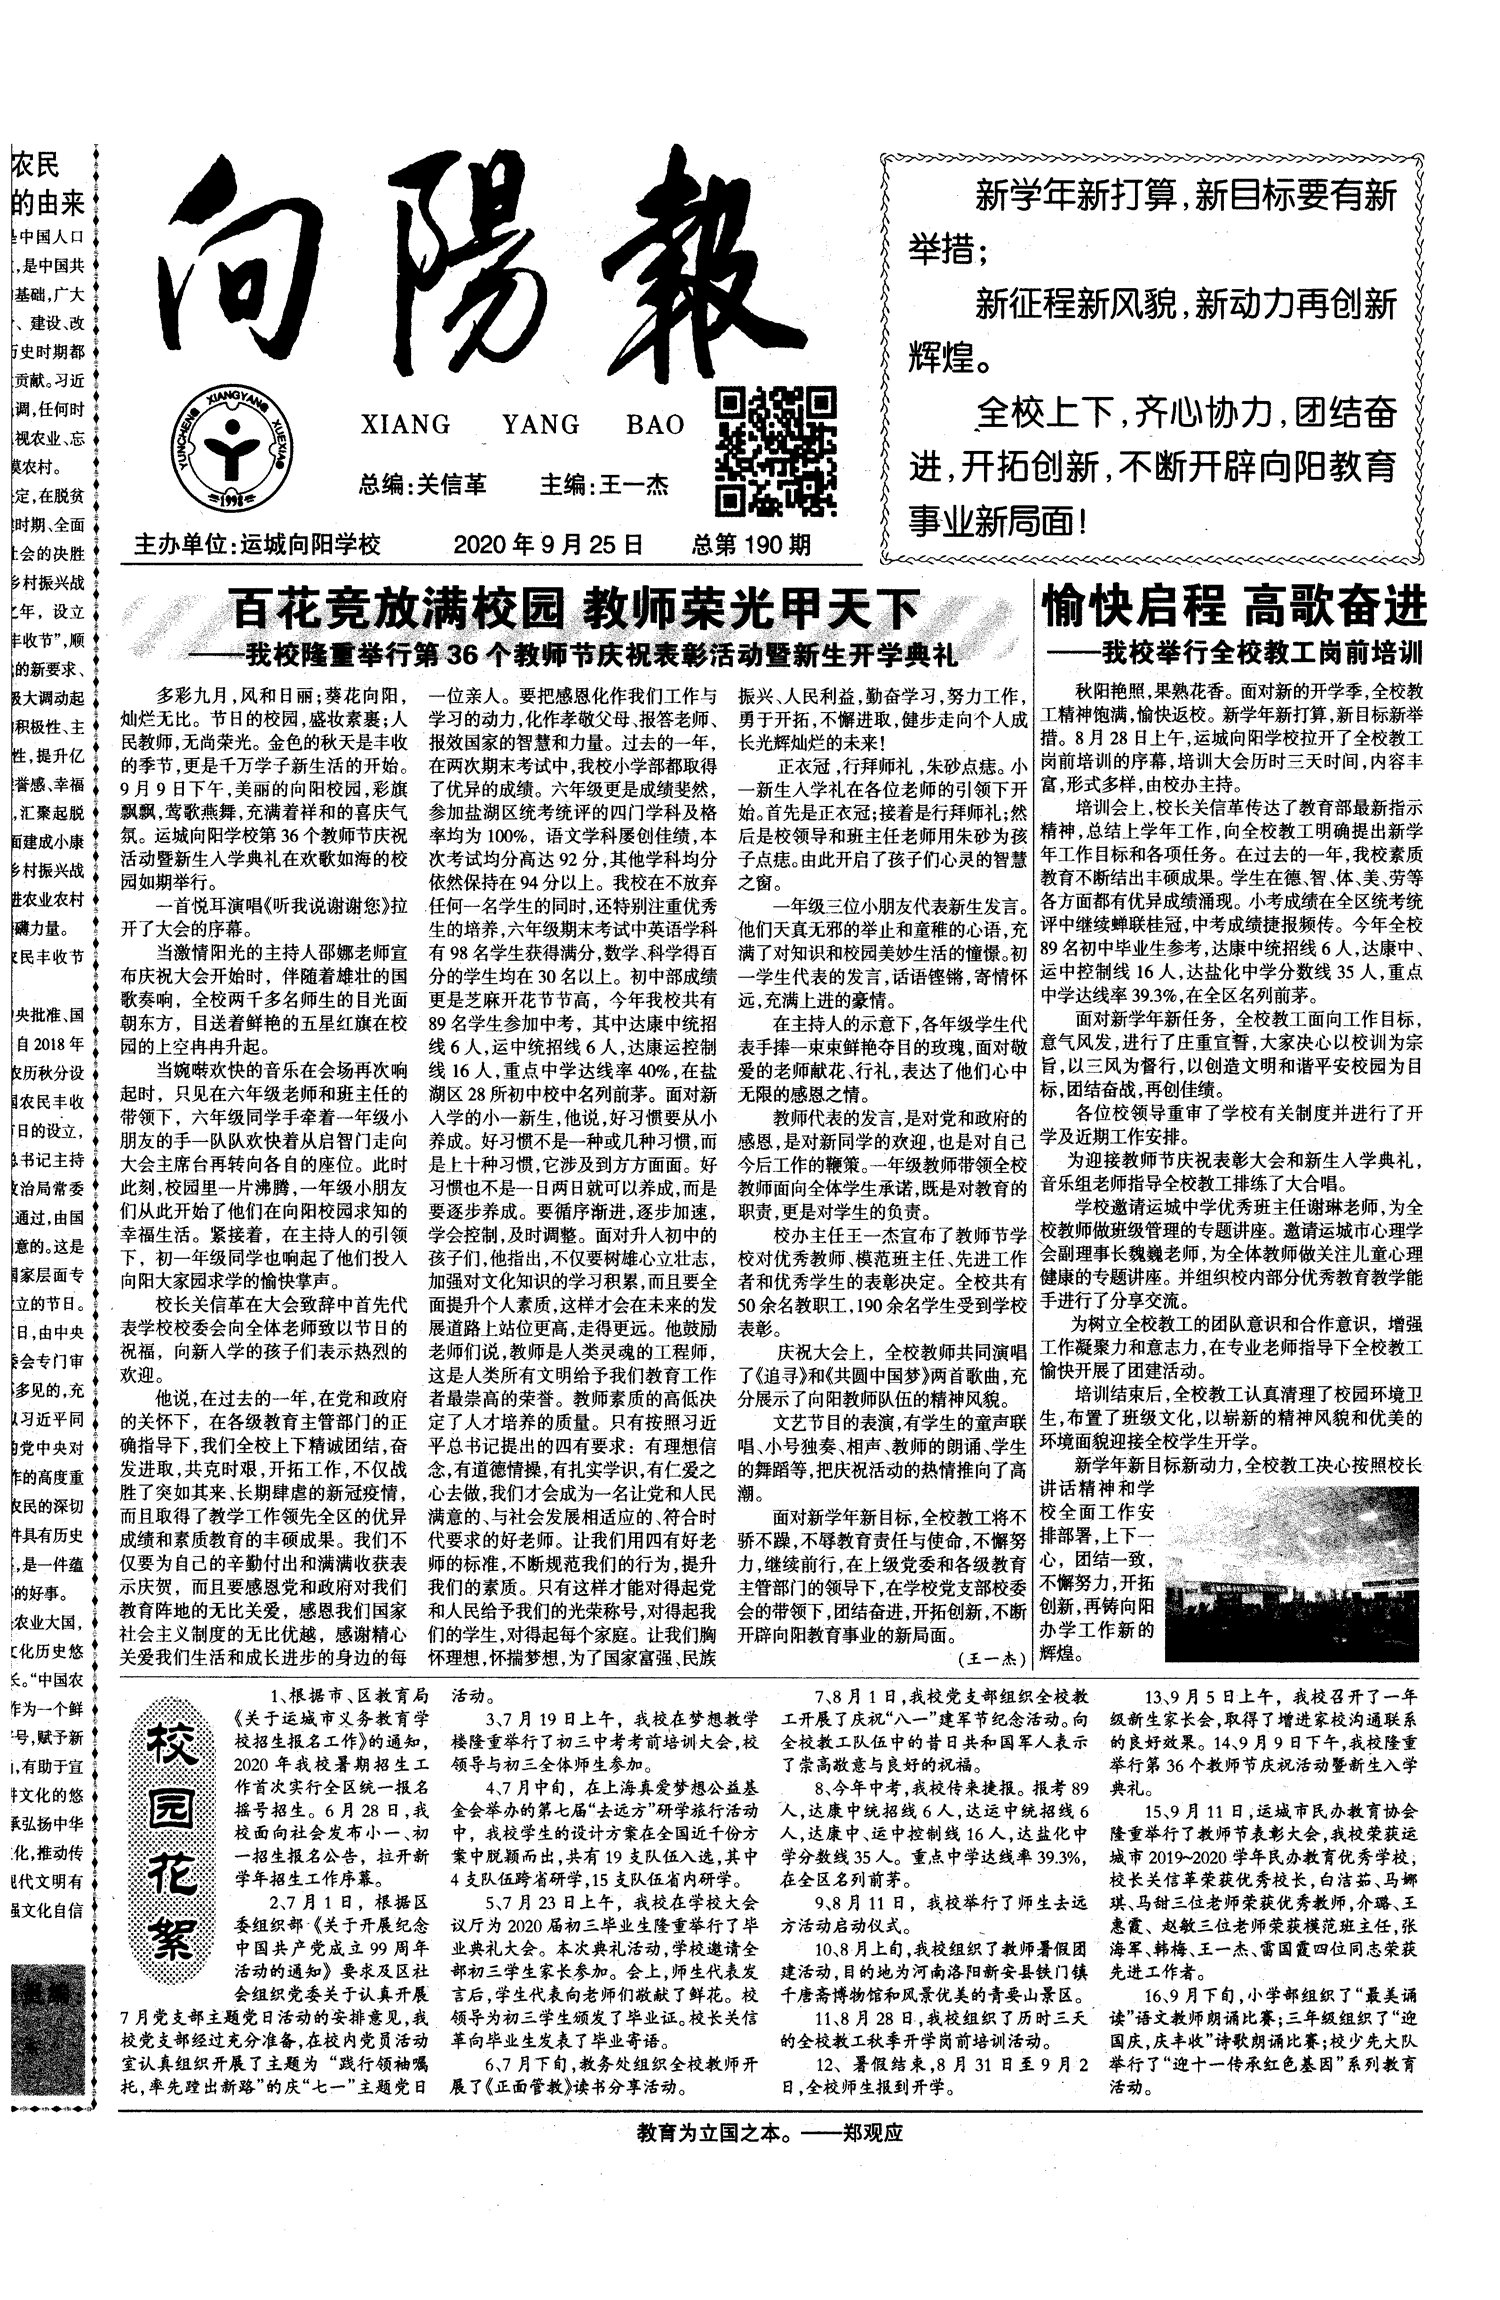 向陽報
XIANG YANG BAO
YUNCHENG XIANGYANG XUEXIAO
1998
总编:关信革 主编:王一杰
主办单位:运城向阳学校 2020年9月25日 总第190期
新学年新打算,新目标要有新
举措;
新征程新风貌,新动力再创新
辉煌。
全校上下,齐心协力,团结奋
进,开拓创新,不断开辟向阳教育
事业新局面!
百花竞放满校园 教师荣光甲天下
——我校隆重举行第36个教师节庆祝表彰活动暨新生开学典礼
多彩九月,风和日丽;葵花向阳,
灿烂无比。节日的校园,盛妆素裹;人
民教师,无尚荣光。金色的秋天是丰收
的季节,更是千万学子新生活的开始。
9月9日下午,美丽的向阳校园,彩旗
飘飘,莺歌燕舞,充满着祥和的喜庆气
氛。运城向阳学校第36个教师节庆祝
活动暨新生入学典礼在欢歌如海的校
园如期举行。
一首悦耳演唱《听我说谢谢您》拉
开了大会的序幕。
当激情阳光的主持人邵娜老师宣
布庆祝大会开始时，伴随着雄壮的国
歌奏响，全校两千多名师生的目光面
朝东方，目送着鲜艳的五星红旗在校
园的上空冉冉升起。
当婉啭欢快的音乐在会场再次响
起时，只见在六年级老师和班主任的
带领下，六年级同学手牵着一年级小
朋友的手一队队欢快着从启智门走向
大会主席台再转向各自的座位。此时
此刻,校园里一片沸腾,一年级小朋友
们从此开始了他们在向阳校园求知的
幸福生活。紧接着，在主持人的引领
下，初一年级同学也响起了他们投入
向阳大家园求学的愉快掌声。
校长关信革在大会致辞中首先代
表学校校委会向全体老师致以节日的
祝福，向新入学的孩子们表示热烈的
欢迎。
他说,在过去的一年,在党和政府
的关怀下，在各级教育主管部门的正
确指导下,我们全校上下精诚团结,奋
发进取,共克时艰,开拓工作,不仅战
胜了突如其来、长期肆虐的新冠疫情,
而且取得了教学工作领先全区的优异
成绩和素质教育的丰硕成果。我们不
仅要为自己的辛勤付出和满满收获表
示庆贺，而且要感恩党和政府对我们
教育阵地的无比关爱，感恩我们国家
社会主义制度的无比优越，感谢精心
关爱我们生活和成长进步的身边的每
一位亲人。要把感恩化作我们工作与
学习的动力,化作孝敬父母、报答老师、
报效国家的智慧和力量。过去的一年,
在两次期末考试中,我校小学部都取得
了优异的成绩。六年级更是成绩斐然,
参加盐湖区统考统评的四门学科及格
率均为100%，语文学科屡创佳绩,本
次考试均分高达92分,其他学科均分
依然保持在94分以上。我校在不放弃
任何一名学生的同时,还特别注重优秀
生的培养,六年级期末考试中英语学科
有98名学生获得满分,数学、科学得百
分的学生均在30名以上。初中部成绩
更是芝麻开花节节高，今年我校共有
89名学生参加中考，其中达康中统招
线6人,运中统招线6人,达康运控制
线16人,重点中学达线率40%,在盐
湖区28所初中校中名列前茅。面对新
入学的小一新生,他说,好习惯要从小
养成。好习惯不是一种或几种习惯,而
是上十种习惯,它涉及到方方面面。好
习惯也不是一日两日就可以养成,而是
要逐步养成。要循序渐进,逐步加速,
学会控制,及时调整。面对升入初中的
孩子们,他指出,不仅要树雄心立壮志,
加强对文化知识的学习积累,而且要全
面提升个人素质,这样才会在未来的发
展道路上站位更高,走得更远。他鼓励
老师们说,教师是人类灵魂的工程师,
这是人类所有文明给予我们教育工作
者最崇高的荣誉。教师素质的高低决
定了人才培养的质量。只有按照习近
平总书记提出的四有要求：有理想信
念,有道德情操,有扎实学识,有仁爱之
心去做,我们才会成为一名让党和人民
满意的、与社会发展相适应的、符合时
代要求的好老师。让我们用四有好老
师的标准,不断规范我们的行为,提升
我们的素质。只有这样才能对得起党
和人民给予我们的光荣称号,对得起我
们的学生,对得起每个家庭。让我们胸
怀理想,怀揣梦想,为了国家富强、民族
振兴、人民利益,勤奋学习,努力工作,
勇于开拓,不懈进取,健步走向个人成
长光辉灿烂的未来!
正衣冠,行拜师礼,朱砂点痣。小
一新生入学礼在各位老师的引领下开
始。首先是正衣冠;接着是行拜师礼;然
后是校领导和班主任老师用朱砂为孩
子点痣。由此开启了孩子们心灵的智慧
之窗。
一年级三位小朋友代表新生发言。
他们天真无邪的举止和童稚的心语,充
满了对知识和校园美妙生活的憧憬。初
一学生代表的发言,话语铿锵,寄情怀
远,充满上进的豪情。
在主持人的示意下,各年级学生代
表手捧一束束鲜艳夺目的玫瑰,面对敬
爱的老师献花、行礼,表达了他们心中
无限的感恩之情。
教师代表的发言,是对党和政府的
感恩,是对新同学的欢迎,也是对自己
今后工作的鞭策。一年级教师带领全校
教师面向全体学生承诺,既是对教育的
职责,更是对学生的负责。
校办主任王一杰宣布了教师节学
校对优秀教师、模范班主任、先进工作
者和优秀学生的表彰决定。全校共有
50余名教职工,190余名学生受到学校
表彰。
庆祝大会上，全校教师共同演唱
了《追寻》和《共圆中国梦》两首歌曲,充
分展示了向阳教师队伍的精神风貌。
文艺节目的表演,有学生的童声联
唱、小号独奏、相声、教师的朗诵、学生
的舞蹈等,把庆祝活动的热情推向了高
潮。
面对新学年新目标,全校教工将不
骄不躁,不辱教育责任与使命,不懈努
力,继续前行,在上级党委和各级教育
主管部门的领导下,在学校党支部校委
会的带领下,团结奋进,开拓创新,不断
开辟向阳教育事业的新局面。
(王一杰)
愉快启程 高歌奋进
——我校举行全校教工岗前培训
秋阳艳照,果熟花香。面对新的开学季,全校教
工精神饱满,愉快返校。新学年新打算,新目标新举
措。8月28日上午,运城向阳学校拉开了全校教工
岗前培训的序幕,培训大会历时三天时间,内容丰
富,形式多样,由校办主持。
培训会上,校长关信革传达了教育部最新指示
精神,总结上学年工作,向全校教工明确提出新学
年工作目标和各项任务。在过去的一年,我校素质
教育不断结出丰硕成果。学生在德、智、体、美、劳等
各方面都有优异成绩涌现。小考成绩在全区统考统
评中继续蝉联桂冠,中考成绩捷报频传。今年全校
89名初中毕业生参考,达康中统招线6人,达康中、
运中控制线16人,达盐化中学分数线35人,重点
中学达线率39.3%,在全区名列前茅。
面对新学年新任务，全校教工面向工作目标,
意气风发,进行了庄重宣誓,大家决心以校训为宗
旨,以三风为督行,以创造文明和谐平安校园为目
标,团结奋战,再创佳绩。
各位校领导重审了学校有关制度并进行了开
学及近期工作安排。
为迎接教师节庆祝表彰大会和新生入学典礼,
音乐组老师指导全校教工排练了大合唱。
学校邀请运城中学优秀班主任谢琳老师,为全
校教师做班级管理的专题讲座。邀请运城市心理学
会副理事长魏巍老师,为全体教师做关注儿童心理
健康的专题讲座。并组织校内部分优秀教育教学能
手进行了分享交流。
为树立全校教工的团队意识和合作意识，增强
工作凝聚力和意志力,在专业老师指导下全校教工
愉快开展了团建活动。
培训结束后,全校教工认真清理了校园环境卫
生,布置了班级文化,以崭新的精神风貌和优美的
环境面貌迎接全校学生开学。
新学年新目标新动力,全校教工决心按照校长
讲话精神和学
校全面工作安
排部署,上下一
心，团结一致,
不懈努力,开拓
创新,再铸向阳
办学工作新的
辉煌。
校园花絮
1、根据市、区教育局
《关于运城市义务教育学
校招生报名工作》的通知,
2020年我校暑期招生工
作首次实行全区统一报名
摇号招生。6月28日,我
校面向社会发布小一、初
一招生报名公告，拉开新
学年招生工作序幕。
2、7月1日，根据区
委组织部《关于开展纪念
中国共产党成立99周年
活动的通知》要求及区社
会组织党委关于认真开展
7月党支部主题党日活动的安排意见,我
校党支部经过充分准备,在校内党员活动
室认真组织开展了主题为“践行领袖嘱
托,率先蹚出新路”的庆“七一”主题党日
活动。
3、7月19日上午，我校在梦想教学
楼隆重举行了初三中考考前培训大会,校
领导与初三全体师生参加。
4、7月中旬，在上海真爱梦想公益基
金会举办的第七届“去远方”研学旅行活动
中，我校学生的设计方案在全国近千份方
案中脱颖而出,共有19支队伍入选,其中
4支队伍跨省研学,15支队伍省内研学。
5、7月23日上午，我校在学校大会
议厅为2020届初三毕业生隆重举行了毕
业典礼大会。本次典礼活动,学校邀请全
部初三学生家长参加。会上,师生代表发
言后,学生代表向老师们敬献了鲜花。校
领导为初三学生颁发了毕业证。校长关信
革向毕业生发表了毕业寄语。
6、7月下旬,教务处组织全校教师开
展了《正面管教》读书分享活动。
7、8月1日,我校党支部组织全校教
工开展了庆祝“八一”建军节纪念活动。向
全校教工队伍中的昔日共和国军人表示
了崇高敬意与良好的祝福。
8、今年中考,我校传来捷报。报考89
人,达康中统招线6人,达运中统招线6
人,达康中、运中控制线16人,达盐化中
学分数线35人。重点中学达线率39.3%,
在全区名列前茅。
9、8月11日，我校举行了师生去远
方活动启动仪式。
10、8月上旬,我校组织了教师暑假团
建活动,目的地为河南洛阳新安县铁门镇
千唐斋博物馆和风景优美的青要山景区。
11、8月28日,我校组织了历时三天
的全校教工秋季开学岗前培训活动。
12、暑假结束,8月31日至9月2
日,全校师生报到开学。
13、9月5日上午，我校召开了一年
级新生家长会,取得了增进家校沟通联系
的良好效果。14、9月9日下午,我校隆重
举行第36个教师节庆祝活动暨新生入学
典礼。
15、9月11日,运城市民办教育协会
隆重举行了教师节表彰大会,我校荣获运
城市2019~2020学年民办教育优秀学校,
校长关信革荣获优秀校长,白洁茹、马娜
琪、马甜三位老师荣获优秀教师,介璐、王
惠霞、赵敏三位老师荣获模范班主任,张
海军、韩梅、王一杰、雷国霞四位同志荣获
先进工作者。
16、9月下旬,小学部组织了“最美诵
读”语文教师朗诵比赛;三年级组织了“迎
国庆,庆丰收”诗歌朗诵比赛;校少先大队
举行了“迎十一传承红色基因”系列教育
活动。
教育为立国之本。——郑观应
农民
的由来
是中国人口
,是中国共
基础,广大
、建设、改
历史时期都
贡献。习近
调,任何时
视农业、忘
漠农村。
定,在脱贫
时期、全面
社会的决胜
乡村振兴战
之年，设立
丰收节”,顺
的新要求、
极大调动起
积极性、主
性,提升亿
誉感、幸福
,汇聚起脱
面建成小康
乡村振兴战
进农业农村
礴力量。
农民丰收节
央批准、国
自2018年
农历秋分设
国农民丰收
日的设立,
总书记主持
政治局常委
通过,由国
意的。这是
国家层面专
立的节日。
日,由中央
委会专门审
多见的,充
以习近平同
的党中央对
作的高度重
农民的深切
件具有历史
,是一件蕴
的好事。
农业大国,
文化历史悠
长。“中国农
作为一个鲜
号,赋予新
,有助于宣
耕文化的悠
承弘扬中华
化,推动传
现代文明有
强文化自信